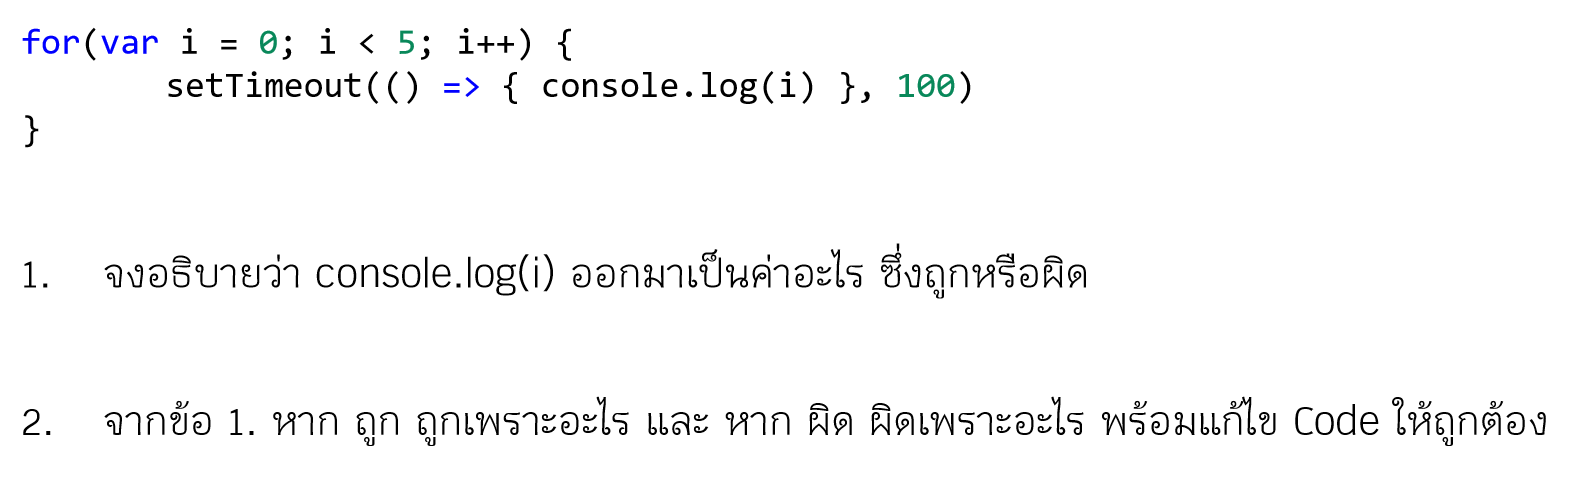 for(var i = 0; i < 5; i++) {
setTimeout(() => { console.log(i) }, 100)
}
1. จงอธิบายว่า console.log(i) ออกมาเป็นค่าอะไร ซึ่งถูกหรือผิด
2. จากข้อ 1. หาก ถูก ถูกเพราะอะไร และ หาก ผิด ผิดเพราะอะไร พร้อมแก้ไข Code ให้ถูกต้อง